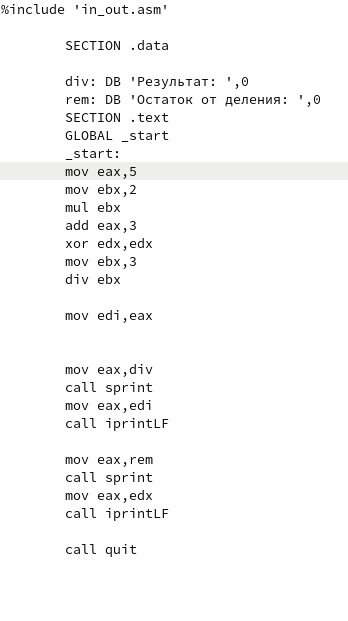 %include 'in_out.asm'
SECTION .data
div: DB 'Результат: ',0
rem: DB 'Остаток от деления: ',0
SECTION .text
GLOBAL _start
_start:
mov eax,5
mov ebx,2
mul ebx
add eax,3
xor edx,edx
mov ebx,3
div ebx
mov edi,eax
mov eax,div
call sprint
mov eax,edi
call iprintLF
mov eax,rem
call sprint
mov eax,edx
call iprintLF
call quit